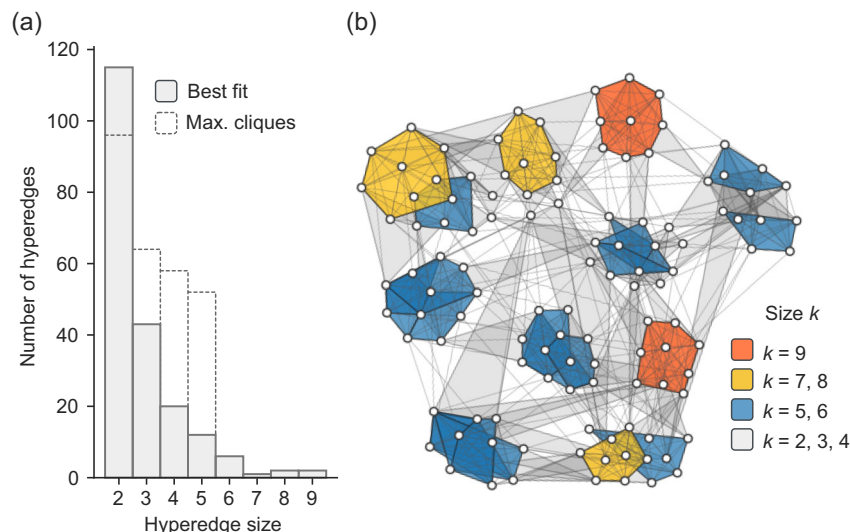 (a)
(b)
120
100
80
60
40
20
0
Number of hyperedges
Best fit
Max. cliques
2 3 4 5 6 7 8 9
Hyperedge size
Size k
k = 9
k = 7, 8
k = 5, 6
k = 2, 3, 4